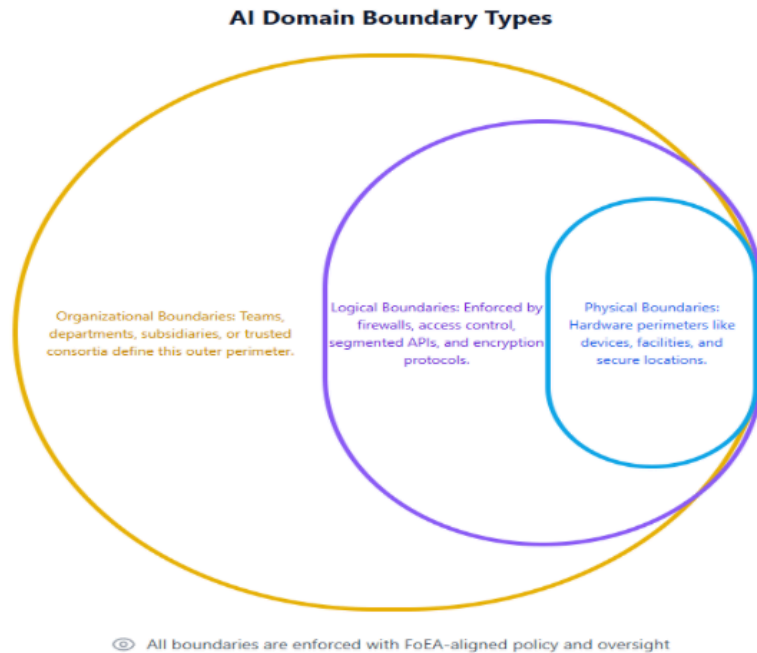 AI Domain Boundary Types
Organizational Boundaries: Teams,
departments, subsidiaries, or trusted
consortia define this outer perimeter.
Logical Boundaries: Enforced by
firewalls, access control,
segmented APIs, and encryption
protocols.
Physical Boundaries:
Hardware perimeters like
devices, facilities, and
secure locations.
All boundaries are enforced with FoEA-aligned policy and oversight